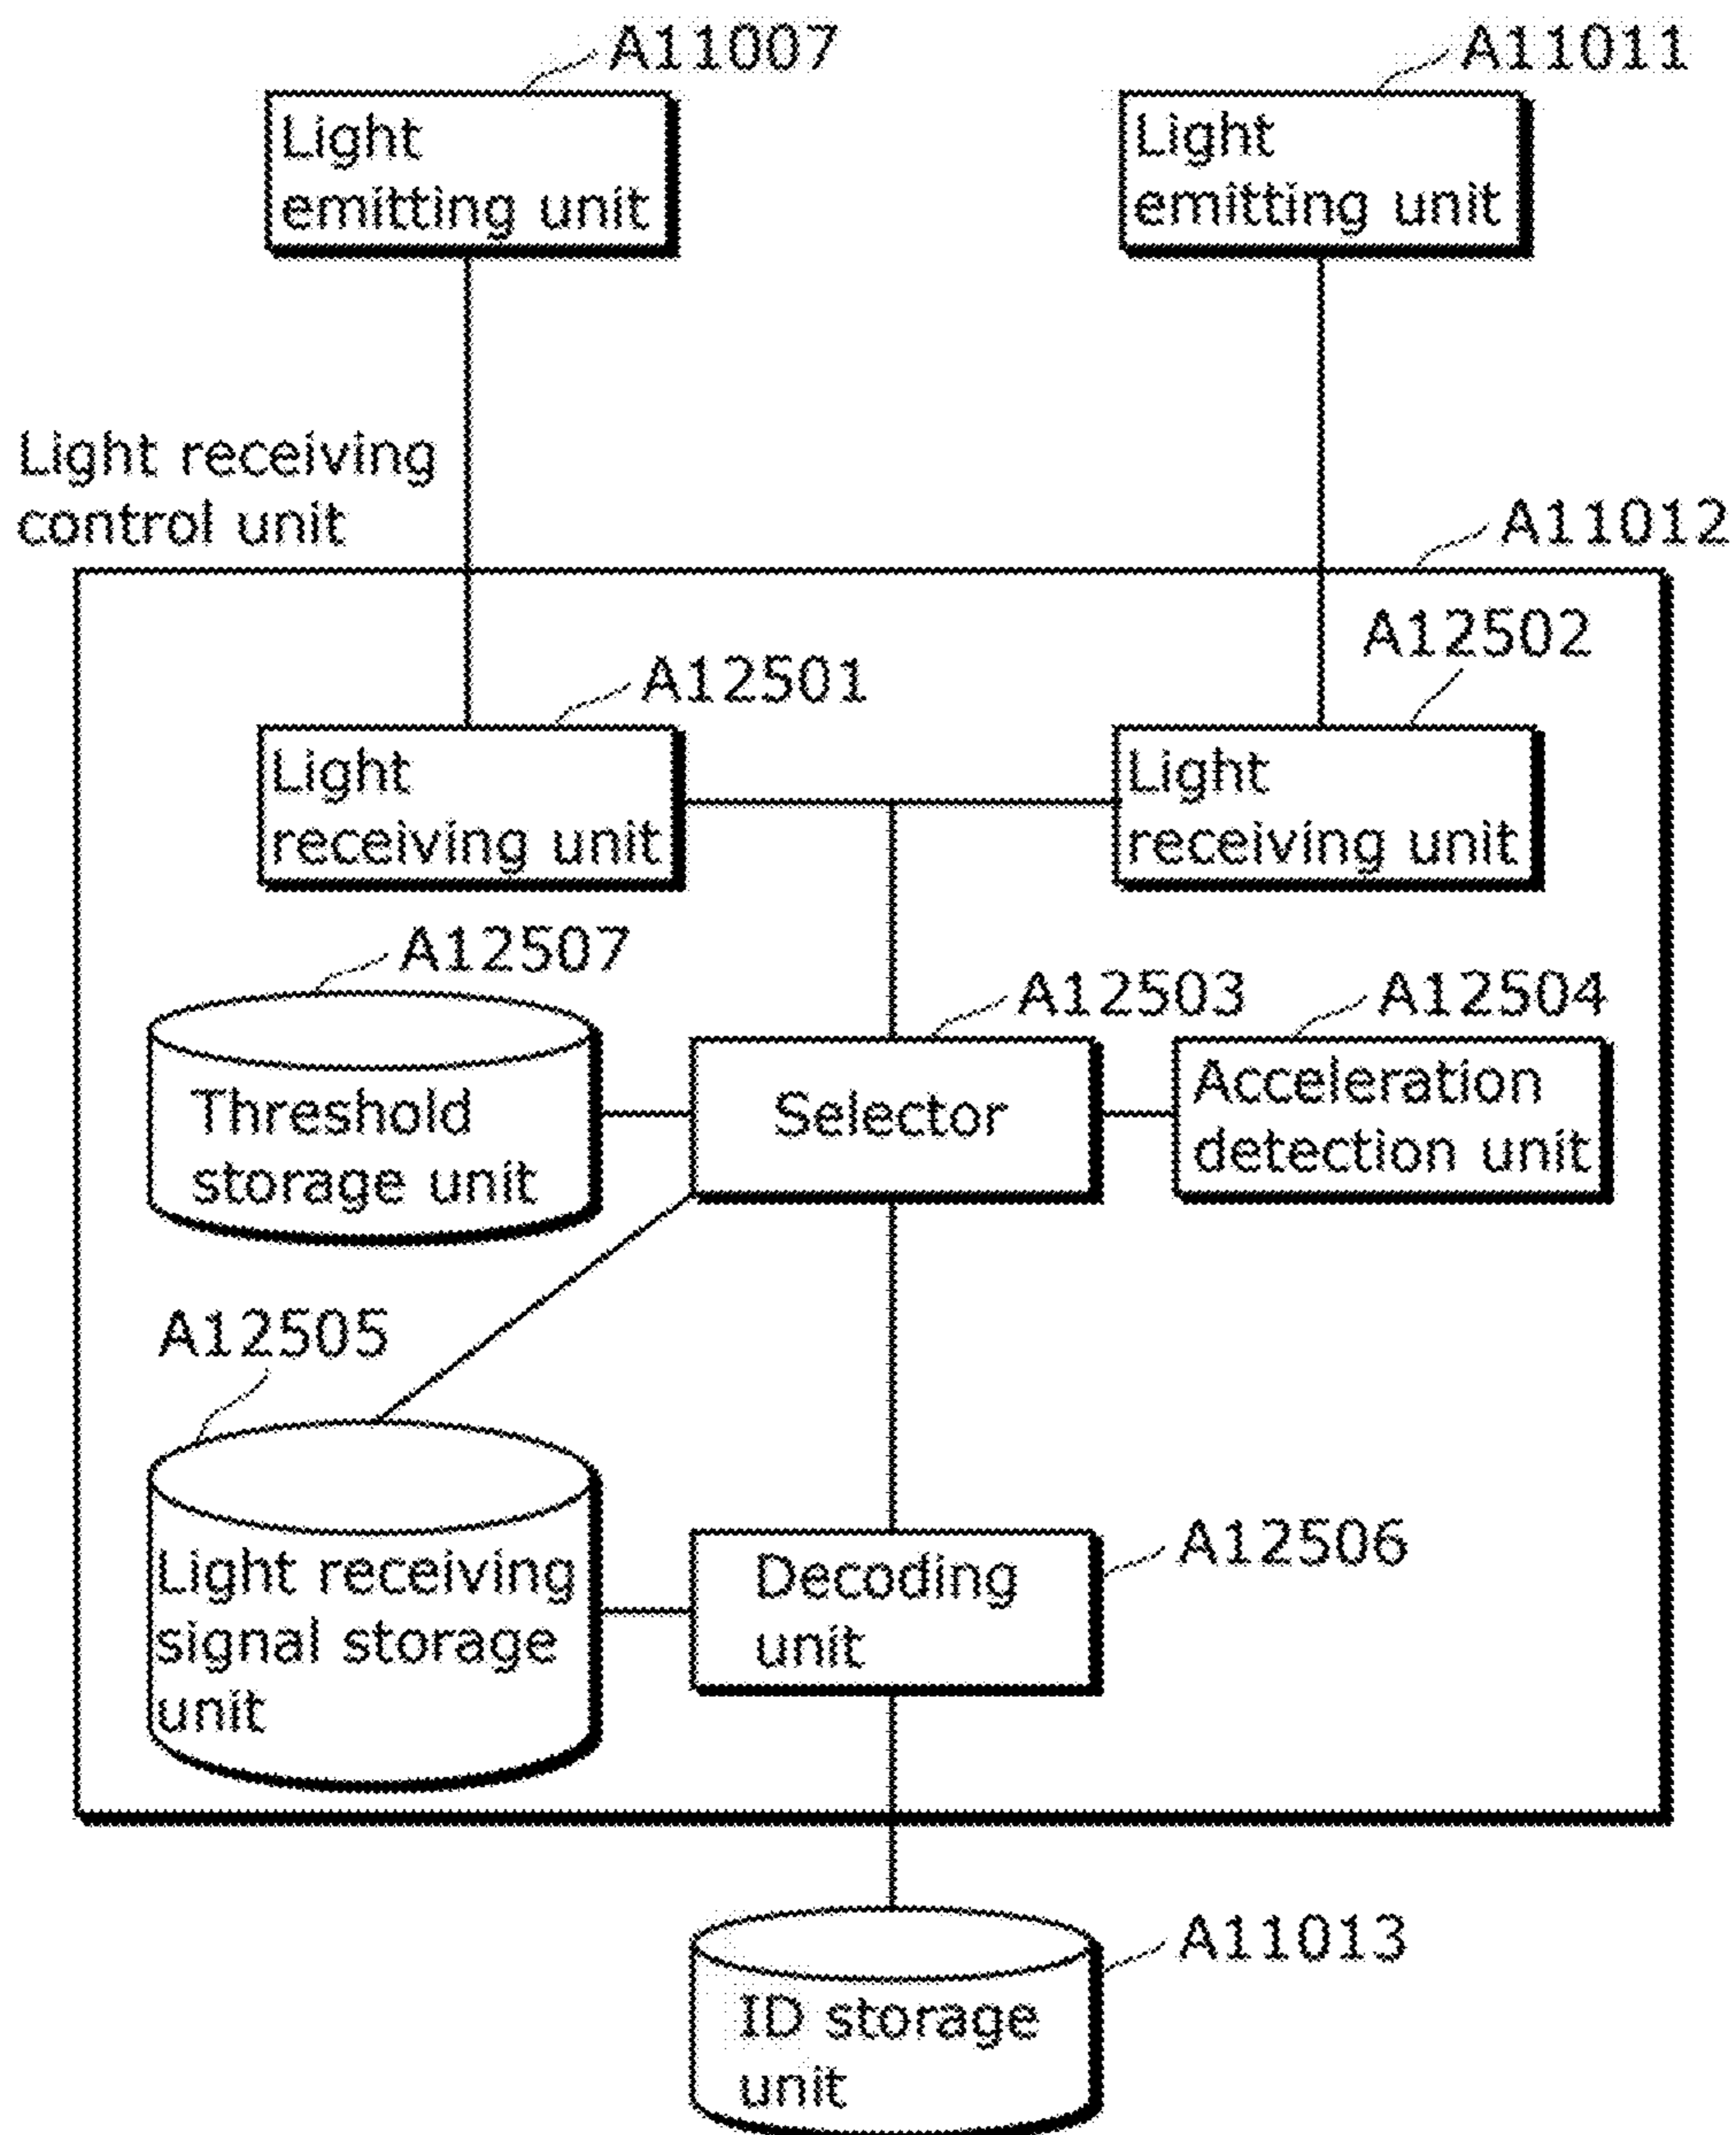 A11007
A11011
Light
emitting unit
Light
emitting unit
Light receiving
control unit
A11012
A12501
A12502
Light
receiving unit
Light
receiving unit
A12507
A12503
A12504
Threshold
storage unit
Selector
Acceleration
detection unit
A12505
A12506
Light receiving
signal storage
unit
Decoding
unit
A11013
ID storage
unit